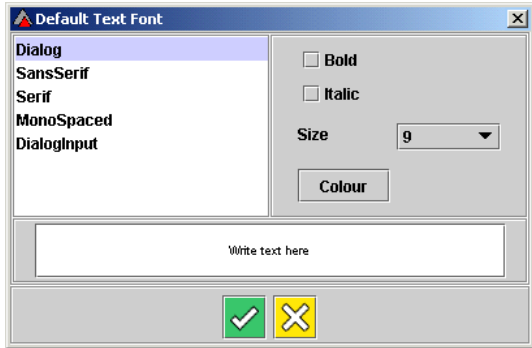 Default Text Font
Dialog
SansSerif
Serif
MonoSpaced
DialogInput
Bold
Italic
Size 9
Colour
Write text here